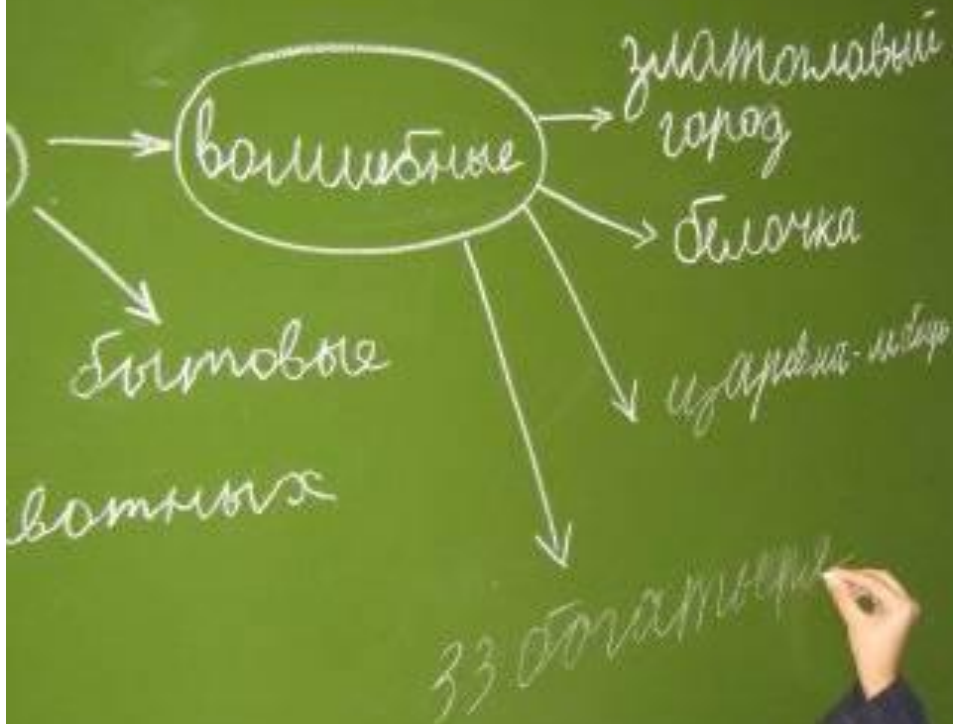 волшебные
златоглавый
город
белочка
царевна-лебедь
бытовые
вотных
33 богатыря